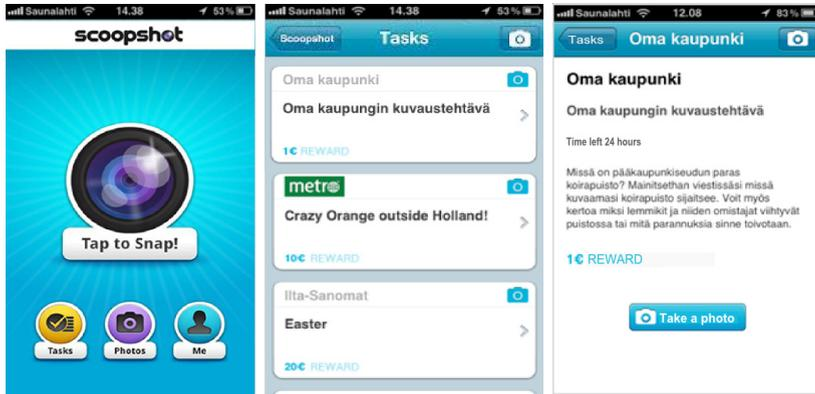 Saunalahti 14.38 53%
scoopshot
Tap to Snap!
Tasks Photos Me
Saunalahti 14.38 53%
Scoopshot Tasks
Oma kaupunki
Oma kaupungin kuvaustehtävä
1€ REWARD
metro
Crazy Orange outside Holland!
10€ REWARD
Ilta-Sanomat
Easter
20€ REWARD
Saunalahti 12.08 83%
Tasks Oma kaupunki
Oma kaupunki
Oma kaupungin kuvaustehtävä
Time left 24 hours
Missä on pääkaupunkiseudun paras
koirapuisto? Mainitsethan viestissäsi missä
kuvaamasi koirapuisto sijaitsee. Voit myös
kertoa miksi lemmikit ja niiden omistajat viihtyvät
puistossa tai mitä parannuksia sinne toivotaan.
1€ REWARD
Take a photo